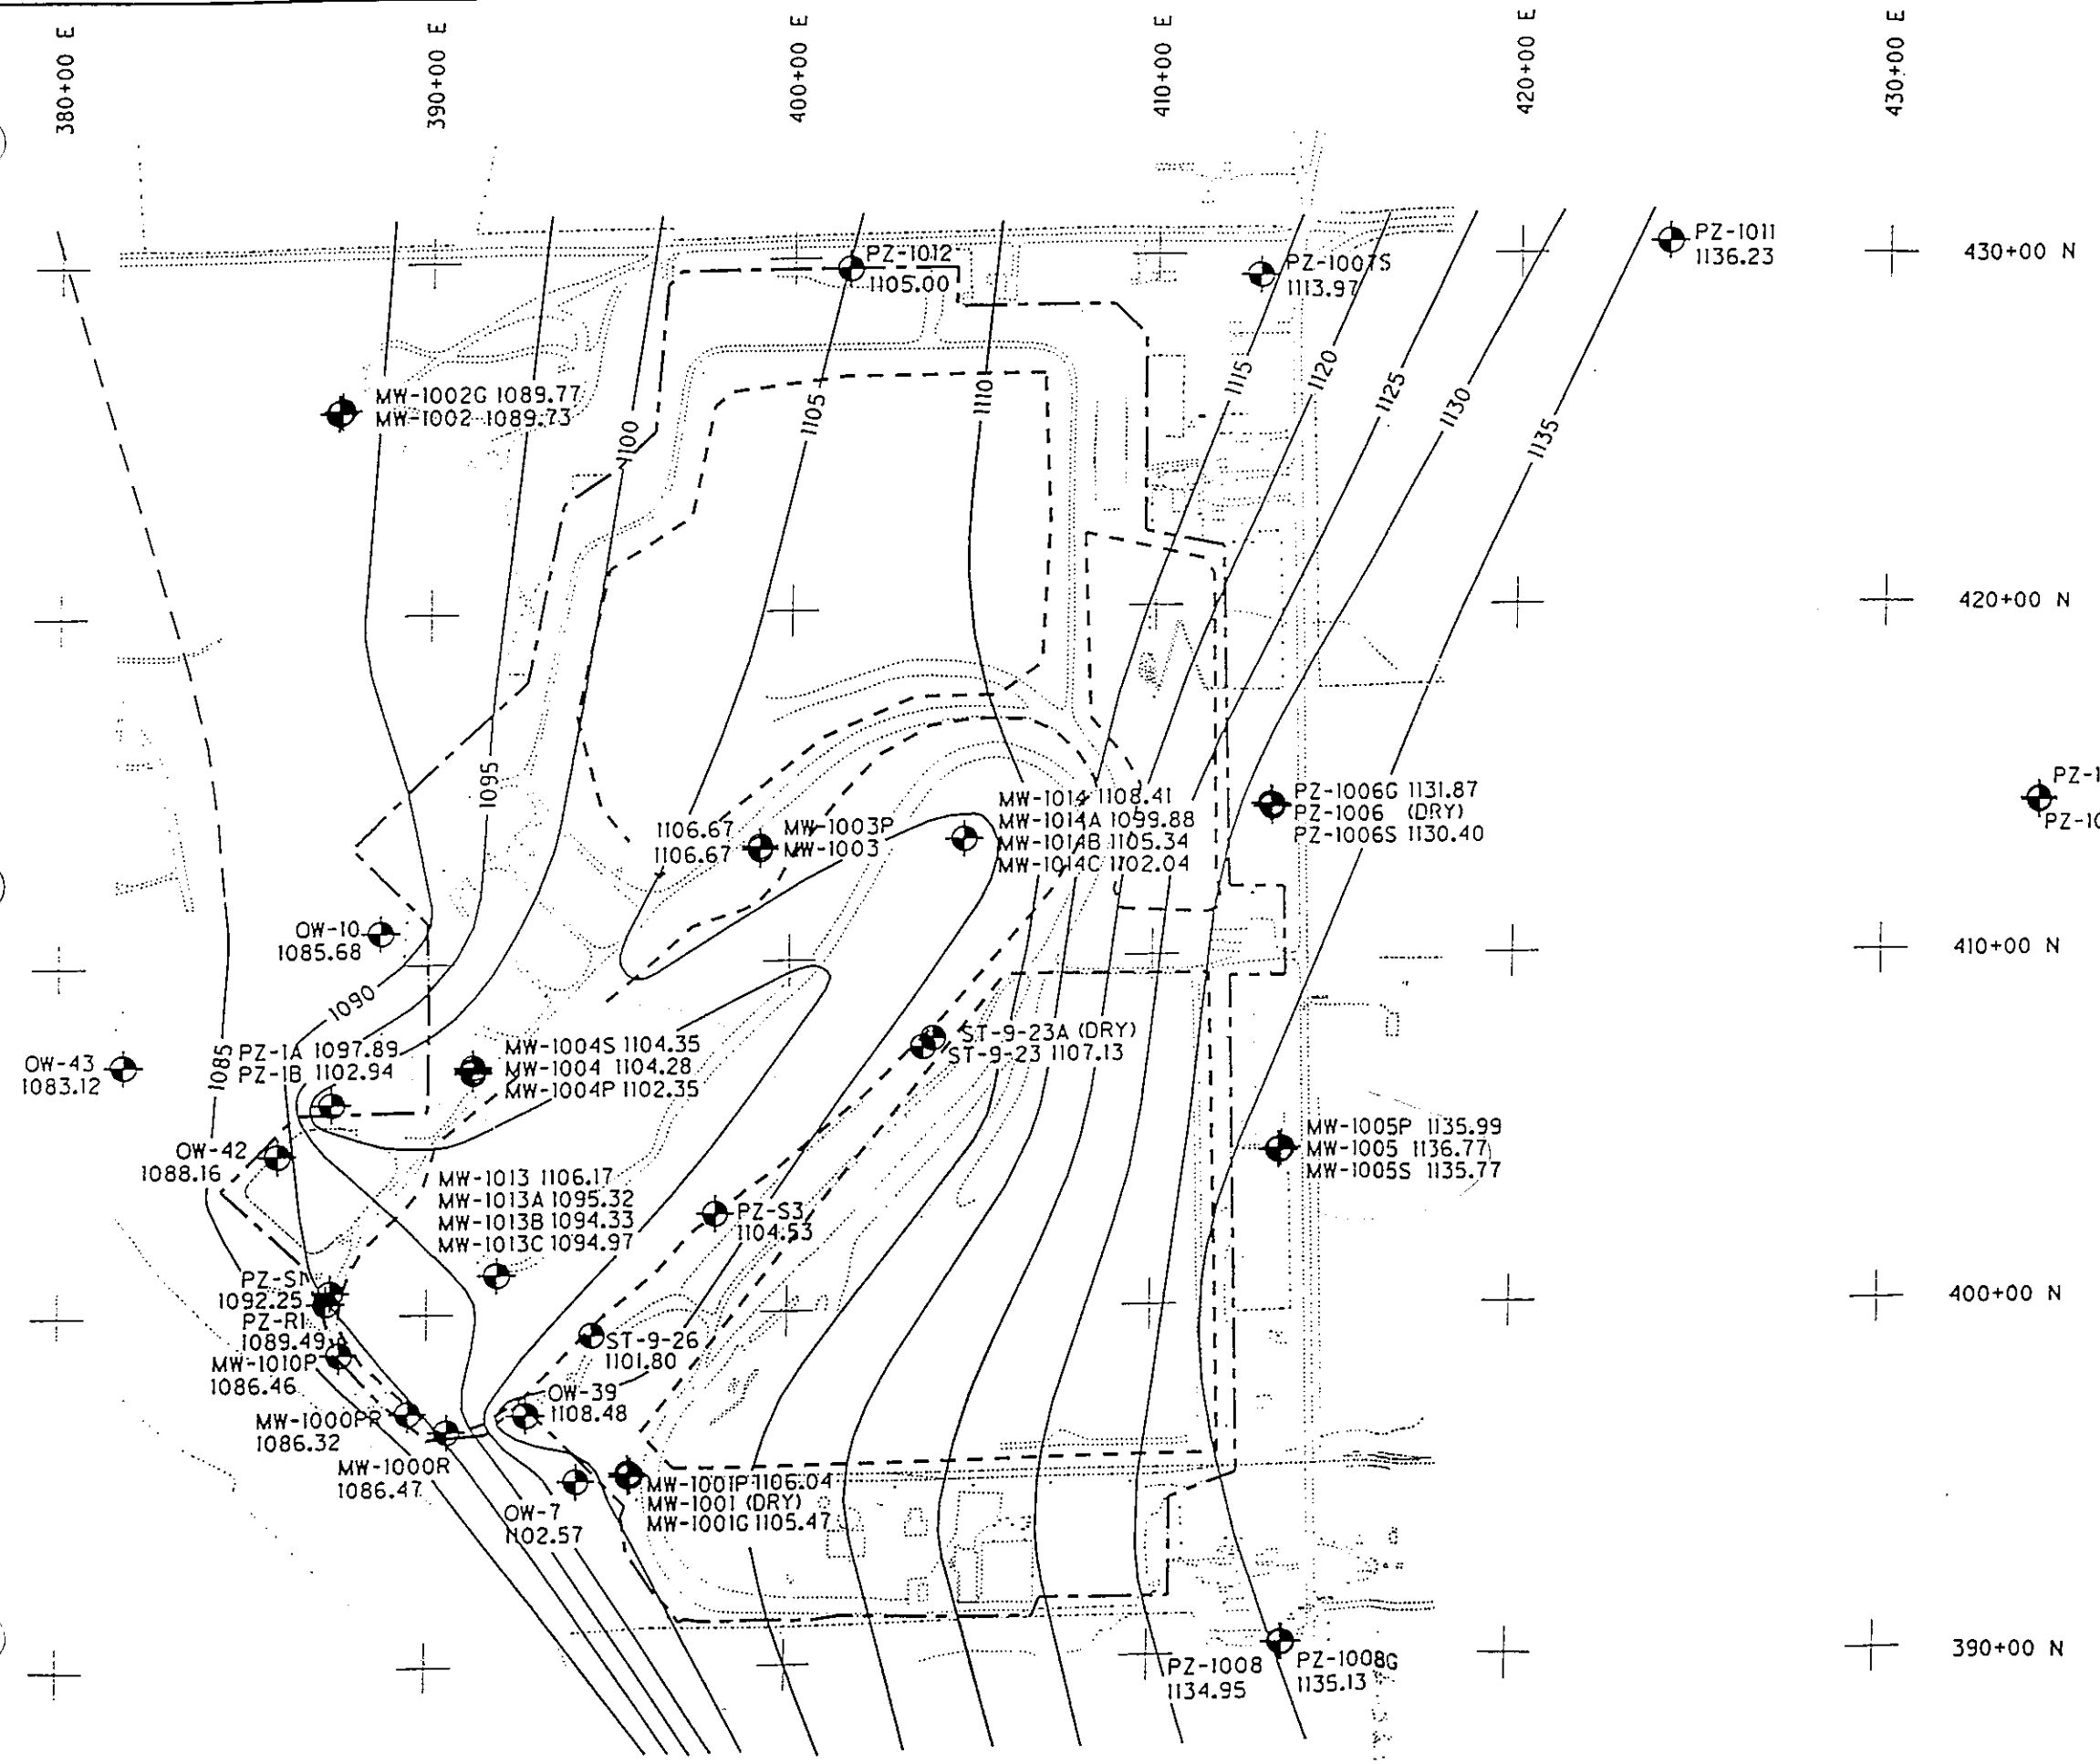 380+00 E
390+00 E
400+00 E
410+00 E
420+00 E
430+00 E
PZ-1012
1105.00
PZ-1007S
1113.97
PZ-1011
1136.23
430+00 N
MW-1002G 1089.77
MW-1002 1089.73
1100
1105
1110
1115
1120
1125
1130
1135
420+00 N
1095
1106.67
1106.67
MW-1003P
MW-1003
MW-1014 1108.41
MW-1014A 1099.88
MW-1014B 1105.34
MW-1014C 1102.04
PZ-1006G 1131.87
PZ-1006 (DRY)
PZ-1006S 1130.40
OW-10
1085.68
410+00 N
1090
1085
OW-43
1083.12
PZ-1A 1097.89
PZ-1B 1102.94
MW-1004S 1104.35
MW-1004 1104.28
MW-1004P 1102.35
ST-9-23A (DRY)
ST-9-23 1107.13
OW-42
1088.16
MW-1005P 1135.99
MW-1005 1136.77
MW-1005S 1135.77
MW-1013 1106.17
MW-1013A 1095.32
MW-1013B 1094.33
MW-1013C 1094.97
PZ-S3
1104.53
PZ-S1
1092.25
PZ-R1
1089.49
MW-1010P
1086.46
400+00 N
ST-9-26
1101.80
OW-39
1108.48
MW-1000PR
1086.32
MW-1000R
1086.47
OW-7
1102.57
MW-1001P 1106.04
MW-1001 (DRY)
MW-1001G 1105.47
PZ-1008
1134.95
PZ-1008G
1135.13
390+00 N